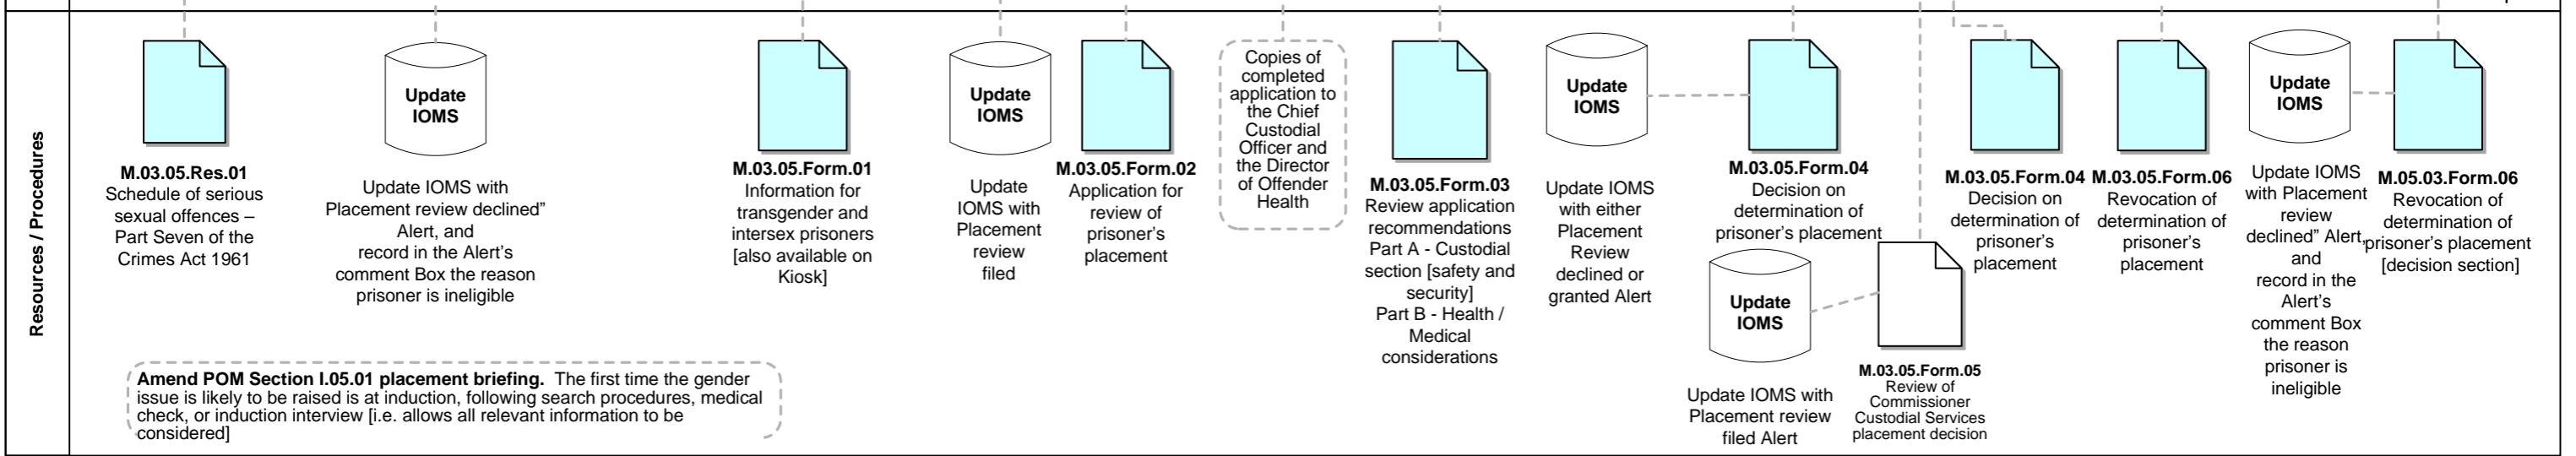 Resources / Procedures
M.03.05.Res.01
Schedule of serious
sexual offences –
Part Seven of the
Crimes Act 1961
Update
IOMS
Update IOMS with
Placement review declined”
Alert, and
record in the Alert’s
comment Box the reason
prisoner is ineligible
M.03.05.Form.01
Information for
transgender and
intersex prisoners
[also available on
Kiosk]
Update
IOMS
Update
IOMS with
Placement
review
filed
M.03.05.Form.02
Application for
review of
prisoner’s
placement
Copies of
completed
application to
the Chief
Custodial
Officer and
the Director
of Offender
Health
M.03.05.Form.03
Review application
recommendations
Part A - Custodial
section [safety and
security]
Part B - Health /
Medical
considerations
Update
IOMS
Update IOMS
with either
Placement
Review
declined or
granted Alert
M.03.05.Form.04
Decision on
determination of
prisoner’s placement
Update
IOMS
Update IOMS with
Placement review
filed Alert
M.03.05.Form.05
Review of
Commissioner
Custodial Services
placement decision
M.03.05.Form.04
Decision on
determination of
prisoner’s
placement
M.03.05.Form.06
Revocation of
determination of
prisoner’s
placement
Update
IOMS
Update IOMS
with Placement
review
declined” Alert,
and
record in the
Alert’s
comment Box
the reason
prisoner is
ineligible
M.05.03.Form.06
Revocation of
determination of
prisoner’s placement
[decision section]
Amend POM Section I.05.01 placement briefing.  The first time the gender
issue is likely to be raised is at induction, following search procedures, medical
check, or induction interview [i.e. allows all relevant information to be
considered]